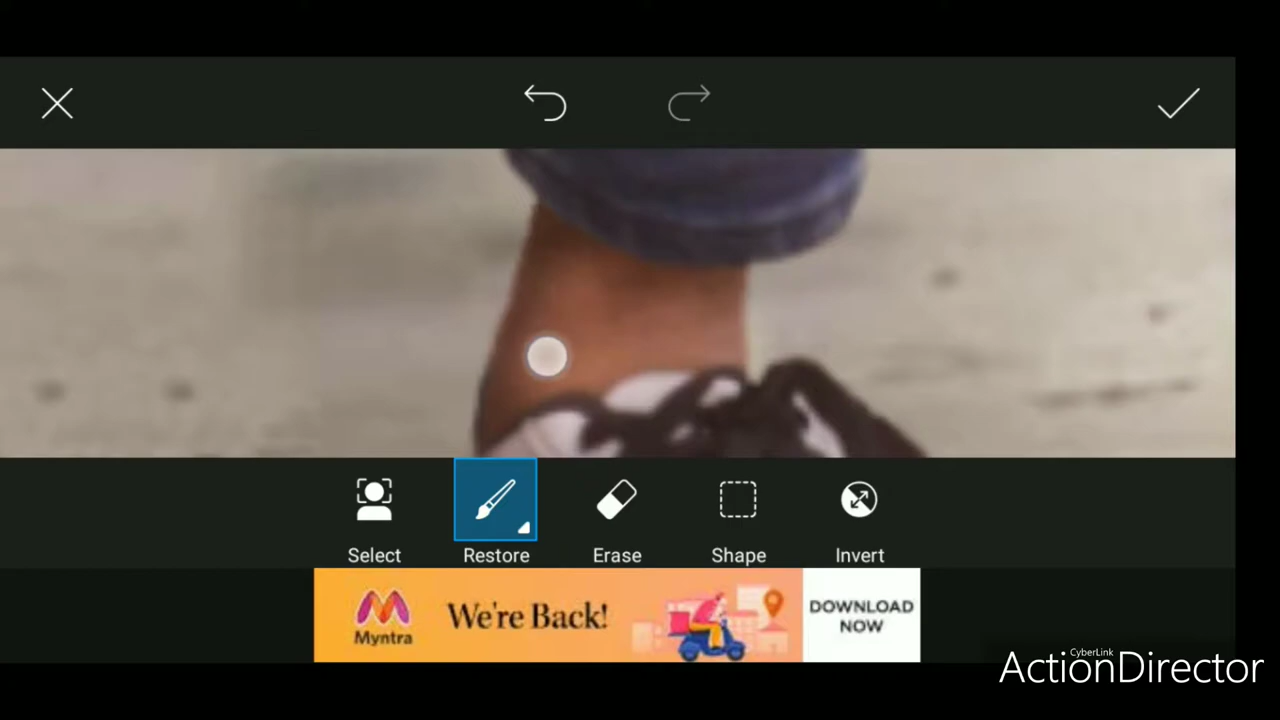 Select Restore Erase Shape Invert
Myntra
We're Back!
DOWNLOAD
NOW
CyberLink
ActionDirector